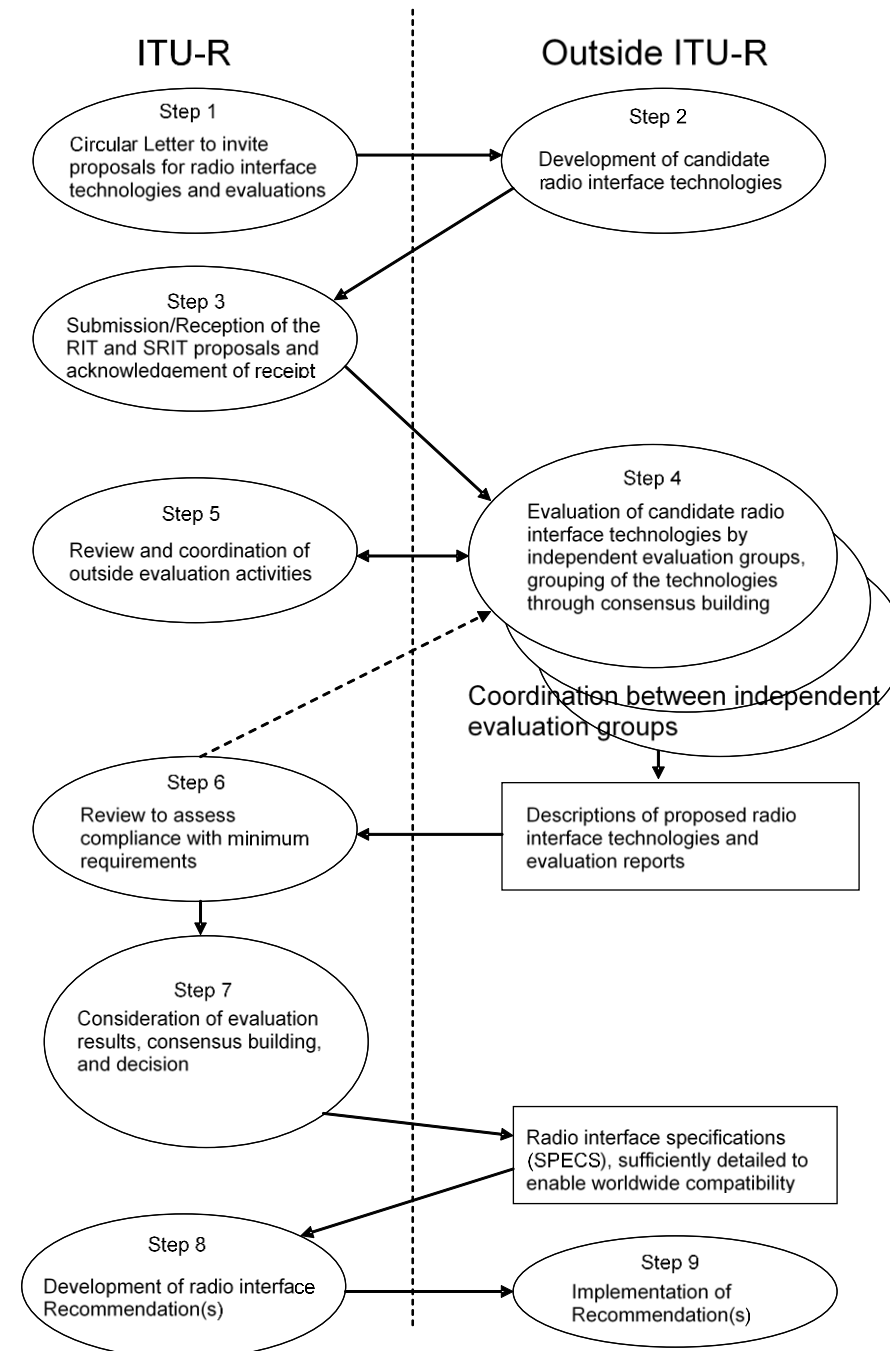 ITU-R
Outside ITU-R
Step 1
Circular Letter to invite
proposals for radio interface
technologies and evaluations
Step 2
Development of candidate
radio interface technologies
Step 3
Submission/Reception of the
RIT and SRIT proposals and
acknowledgement of receipt
Step 4
Evaluation of candidate radio
interface technologies by
independent evaluation groups,
grouping of the technologies
through consensus building
Step 5
Review and coordination of
outside evaluation activities
Coordination between independent
evaluation groups
Step 6
Review to assess
compliance with minimum
requirements
Descriptions of proposed radio
interface technologies and
evaluation reports
Step 7
Consideration of evaluation
results, consensus building,
and decision
Radio interface specifications
(SPECS), sufficiently detailed to
enable worldwide compatibility
Step 8
Development of radio interface
Recommendation(s)
Step 9
Implementation of
Recommendation(s)